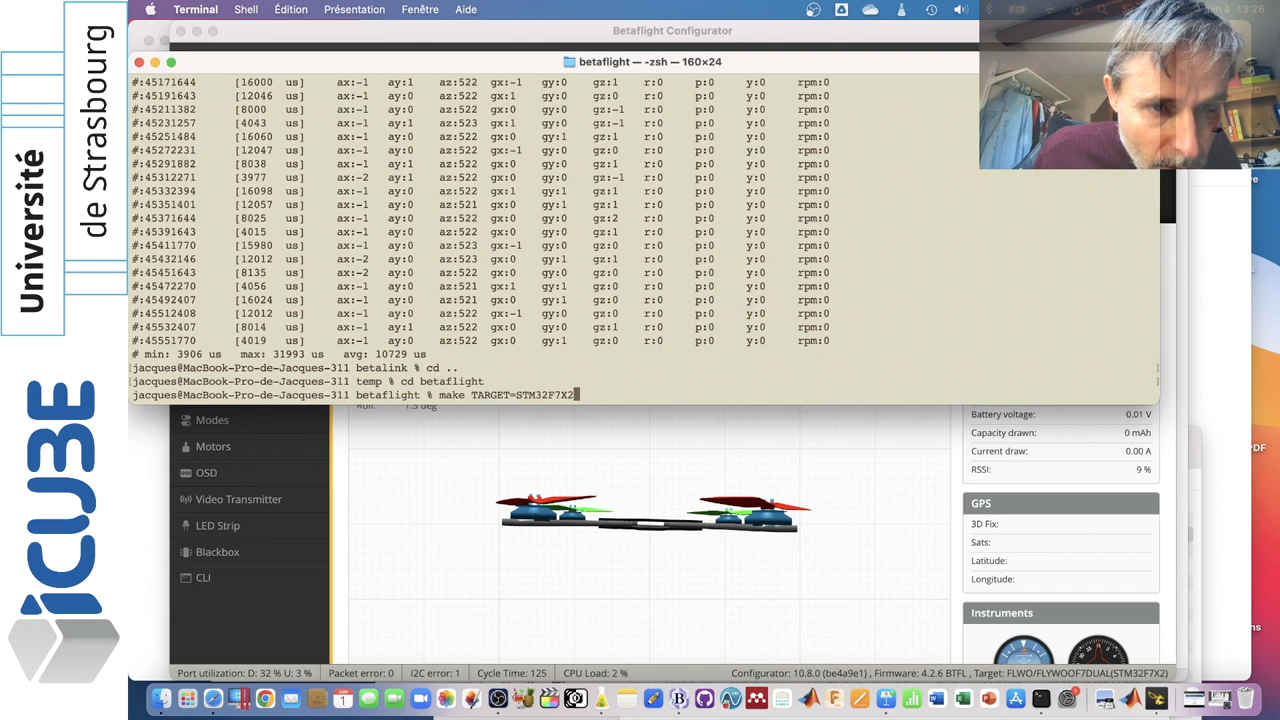 Terminal Shell Édition Présentation Fenêtre Aide
à 13:26
Betaflight Configurator
betaflight — -zsh — 160×24
#:45171644 [16000 us] ax:-1 ay:0 az:522 gx:-1 gy:0 gz:1 r:0 p:0 y:0 rpm:0
#:45191643 [12046 us] ax:-1 ay:0 az:522 gx:1 gy:1 gz:0 r:0 p:0 y:0 rpm:0
#:45211382 [8000 us] ax:-1 ay:0 az:522 gx:0 gy:0 gz:-1 r:0 p:0 y:0 rpm:0
#:45231257 [4043 us] ax:-1 ay:1 az:523 gx:1 gy:0 gz:-1 r:0 p:0 y:0 rpm:0
#:45251484 [16060 us] ax:-1 ay:0 az:522 gx:0 gy:1 gz:1 r:0 p:0 y:0 rpm:0
#:45272231 [12047 us] ax:-1 ay:0 az:522 gx:-1 gy:1 gz:0 r:0 p:0 y:0 rpm:0
#:45291882 [8038 us] ax:-1 ay:1 az:522 gx:0 gy:0 gz:1 r:0 p:0 y:0 rpm:0
#:45312271 [3977 us] ax:-2 ay:1 az:522 gx:0 gy:0 gz:-1 r:0 p:0 y:0 rpm:0
#:45332394 [16098 us] ax:-1 ay:0 az:522 gx:1 gy:1 gz:0 r:0 p:0 y:0 rpm:0
#:45351401 [12057 us] ax:-1 ay:0 az:521 gx:0 gy:1 gz:0 r:0 p:0 y:0 rpm:0
#:45371643 [8025 us] ax:-1 ay:0 az:522 gx:0 gy:0 gz:2 r:0 p:0 y:0 rpm:0
#:45391643 [4015 us] ax:-1 ay:0 az:522 gx:0 gy:0 gz:1 r:0 p:0 y:0 rpm:0
#:45411770 [15980 us] ax:-1 ay:0 az:523 gx:-1 gy:0 gz:0 r:0 p:0 y:0 rpm:0
#:45432146 [12012 us] ax:-2 ay:0 az:523 gx:0 gy:1 gz:1 r:0 p:0 y:0 rpm:0
#:45451643 [8135 us] ax:-2 ay:0 az:522 gx:0 gy:1 gz:0 r:0 p:0 y:0 rpm:0
#:45472270 [4056 us] ax:-1 ay:0 az:521 gx:0 gy:1 gz:0 r:0 p:0 y:0 rpm:0
#:45492407 [16024 us] ax:-1 ay:0 az:521 gx:0 gy:1 gz:0 r:0 p:0 y:0 rpm:0
#:45512408 [12012 us] ax:-1 ay:0 az:522 gx:-1 gy:0 gz:0 r:0 p:0 y:0 rpm:0
#:45532407 [8014 us] ax:-1 ay:1 az:522 gx:0 gy:0 gz:1 r:0 p:0 y:0 rpm:0
#:45551770 [4019 us] ax:-1 ay:0 az:522 gx:0 gy:1 gz:0 r:0 p:0 y:0 rpm:0
# min: 3906 us max: 31993 us avg: 10729 us
[jacques@MacBook-Pro-de-Jacques-311 betalink % cd .. ]
[jacques@MacBook-Pro-de-Jacques-311 temp % cd betaflight ]
jacques@MacBook-Pro-de-Jacques-311 betaflight % make TARGET=STM32F7X2
Modes
Motors
OSD
Video Transmitter
LED Strip
Blackbox
CLI
Battery voltage: 0.01 V
Capacity drawn: 0 mAh
Current draw: 0.00 A
RSSI: 9 %
GPS
3D Fix:
Sats:
Latitude:
Longitude:
Instruments
Port utilization: D: 32 % U: 3 % Packet error: 0 I2C error: 1 Cycle Time: 125 CPU Load: 2 % Configurator: 10.8.0 (be4a9e1) , Firmware: 4.2.6 BTFL , Target: FLWO/FLYWOOF7DUAL(STM32F7X2)
Université
de Strasbourg
iCUBE